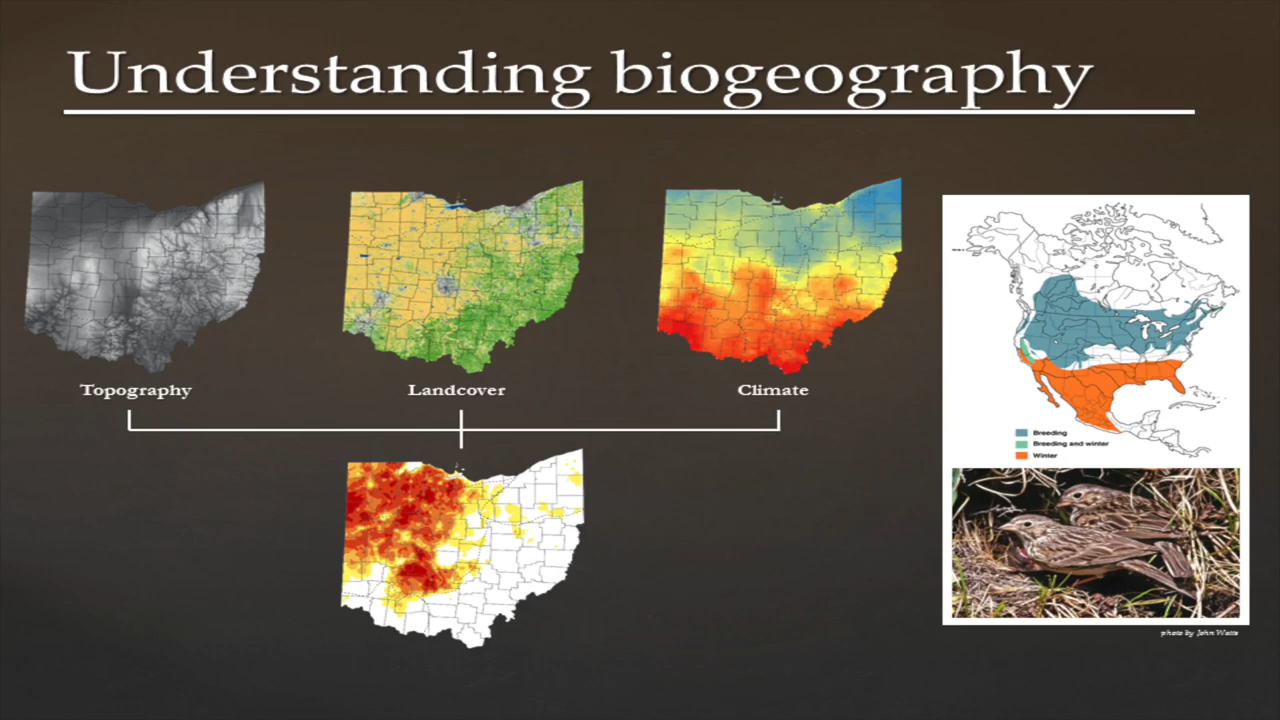 Understanding biogeography
Topography
Landcover
Climate
Breeding
Breeding and winter
Winter
photo by John Watts